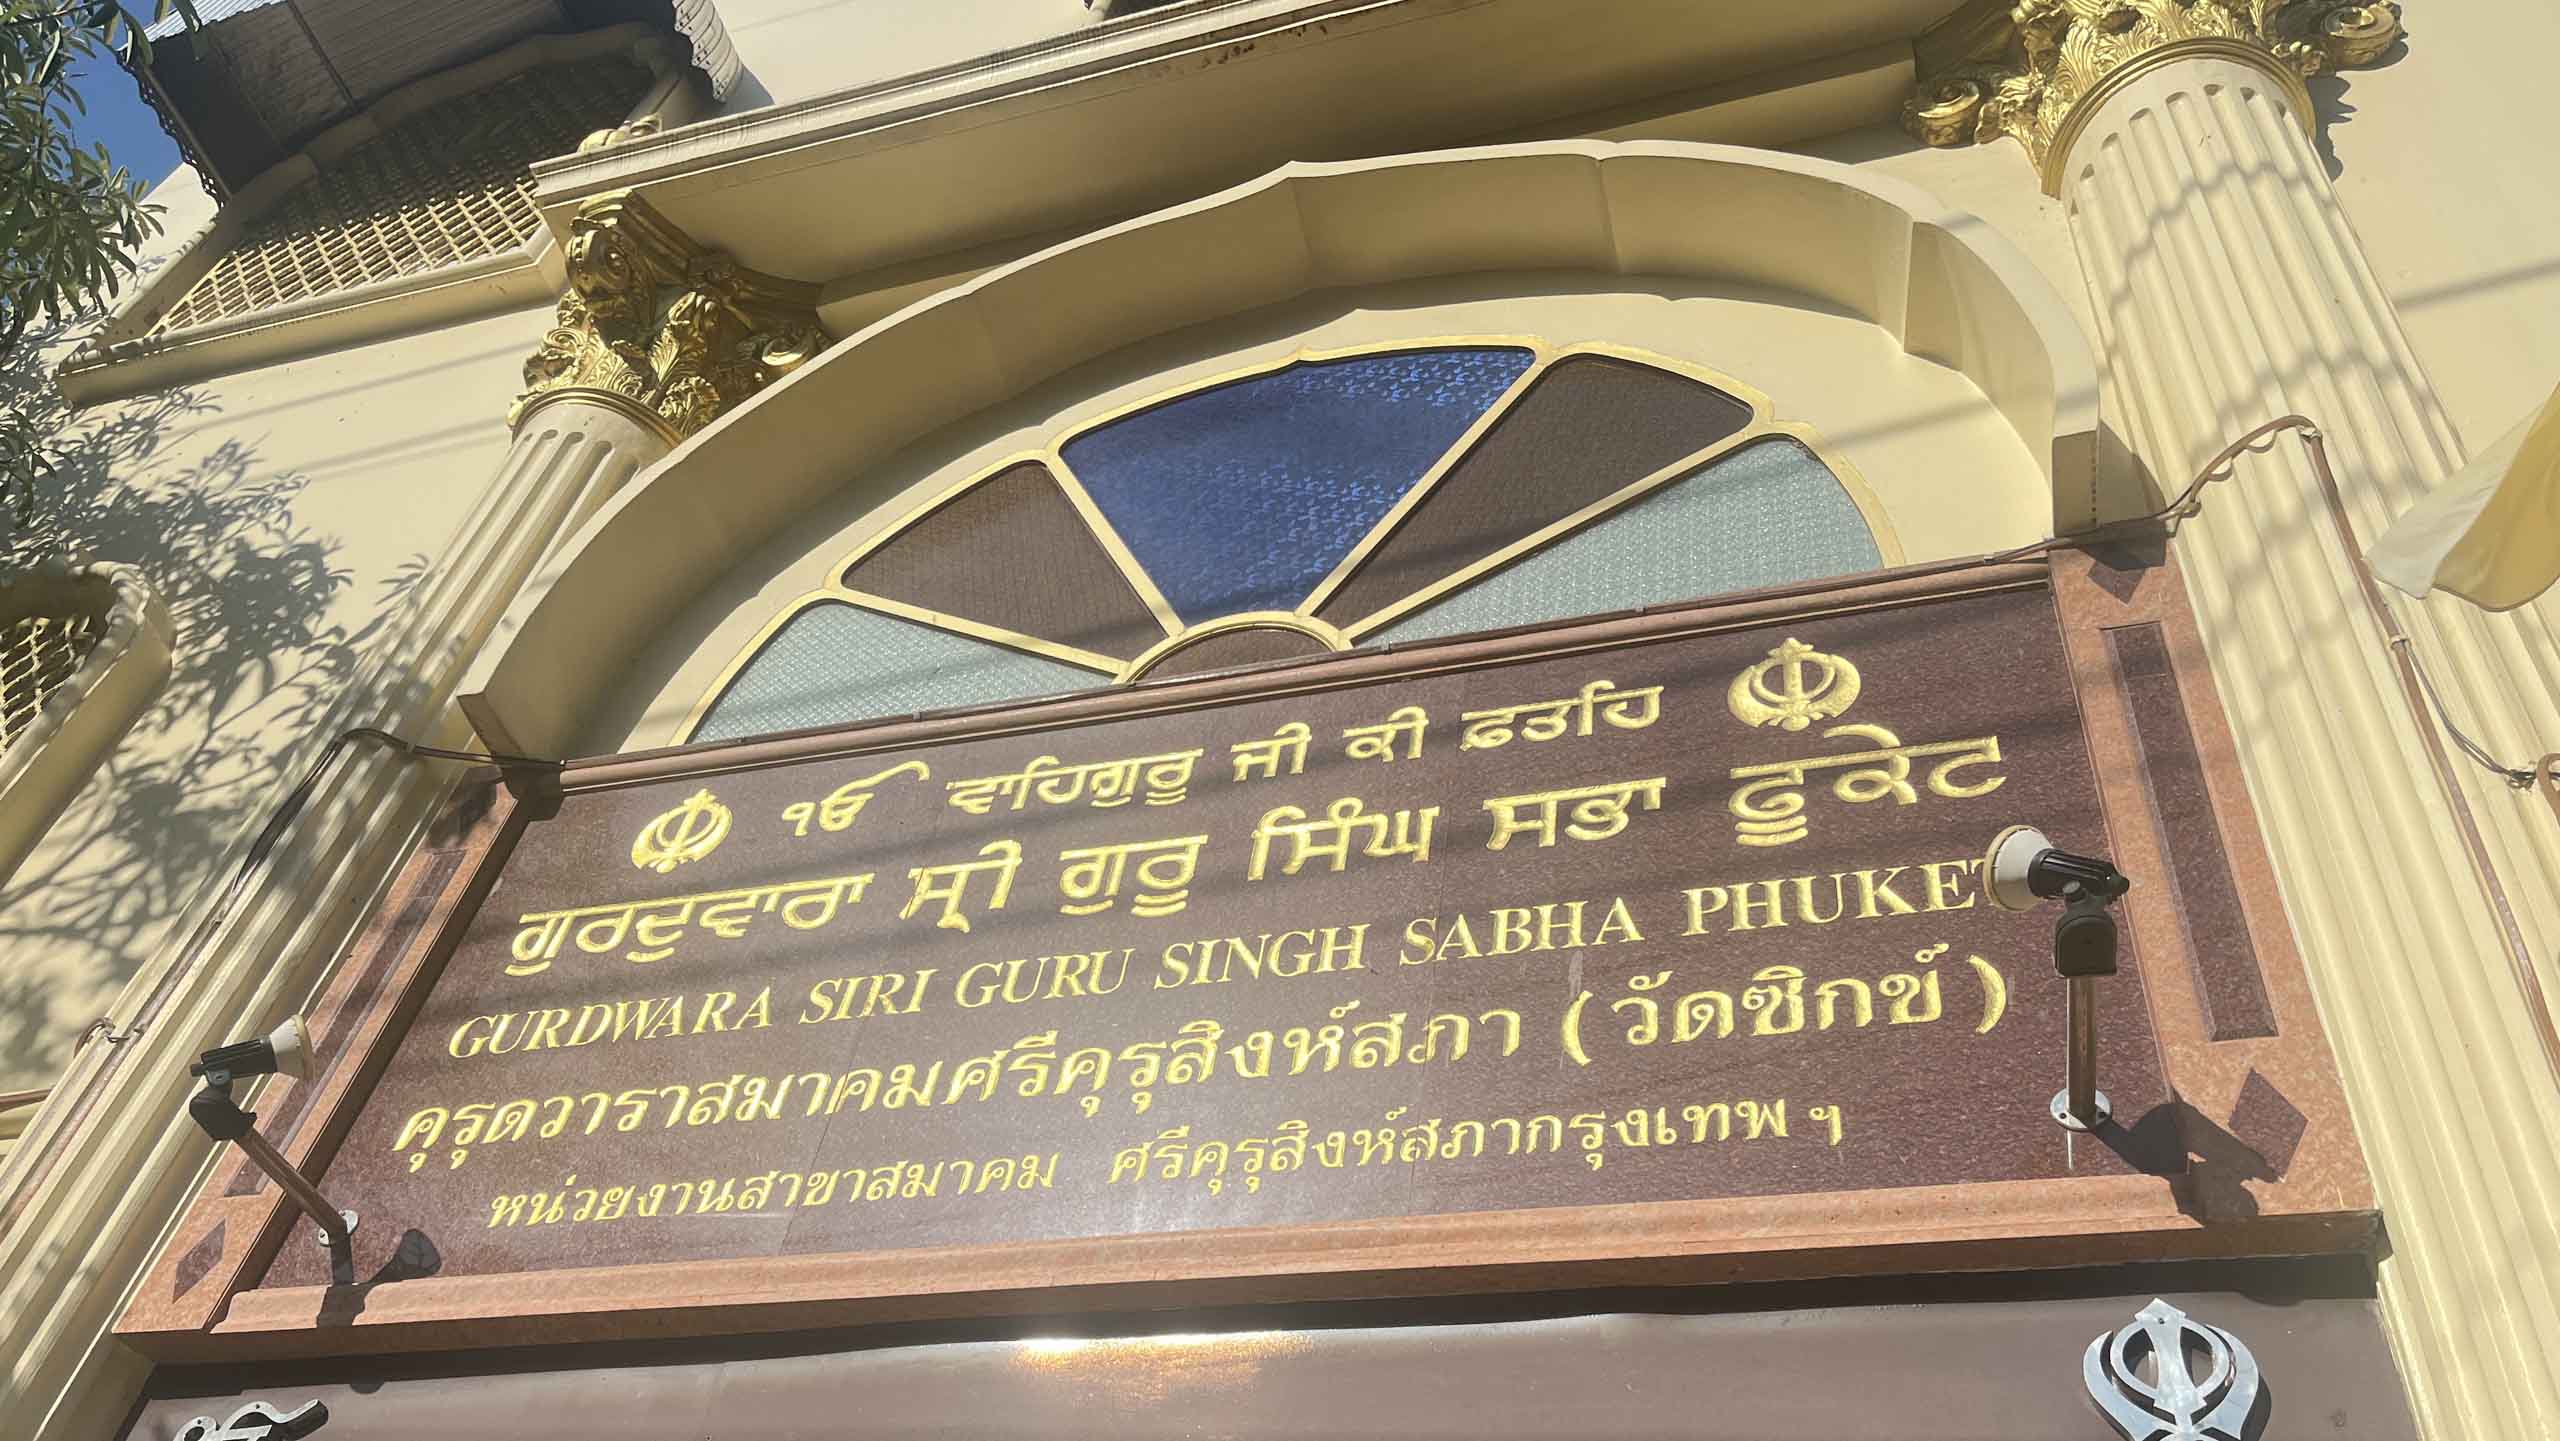 ੴ ਵਾਹਿਗੁਰੂ ਜੀ ਕੀ ਫ਼ਤਹਿ
ਗੁਰਦੁਵਾਰਾ ਸ੍ਰੀ ਗੁਰੂ ਸਿੰਘ ਸਭਾ ਫੂਕੇਟ
GURDWARA SIRI GURU SINGH SABHA PHUKET
คุรุดวาราสมาคมศรีคุรุสิงห์สภา (วัดซิกข์)
หน่วยงานสาขาสมาคม ศรีคุรุสิงห์สภากรุงเทพฯ